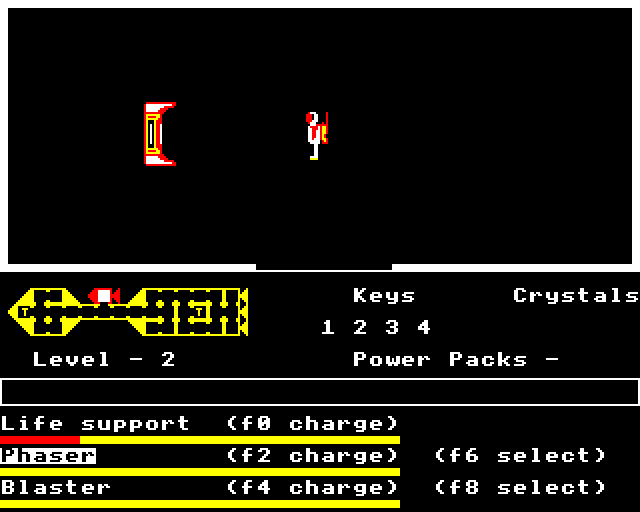 Keys Crystals
T T
1 2 3 4
Level - 2 Power Packs -
Life support (f0 charge)
Phaser (f2 charge) (f6 select)
Blaster (f4 charge) (f8 select)